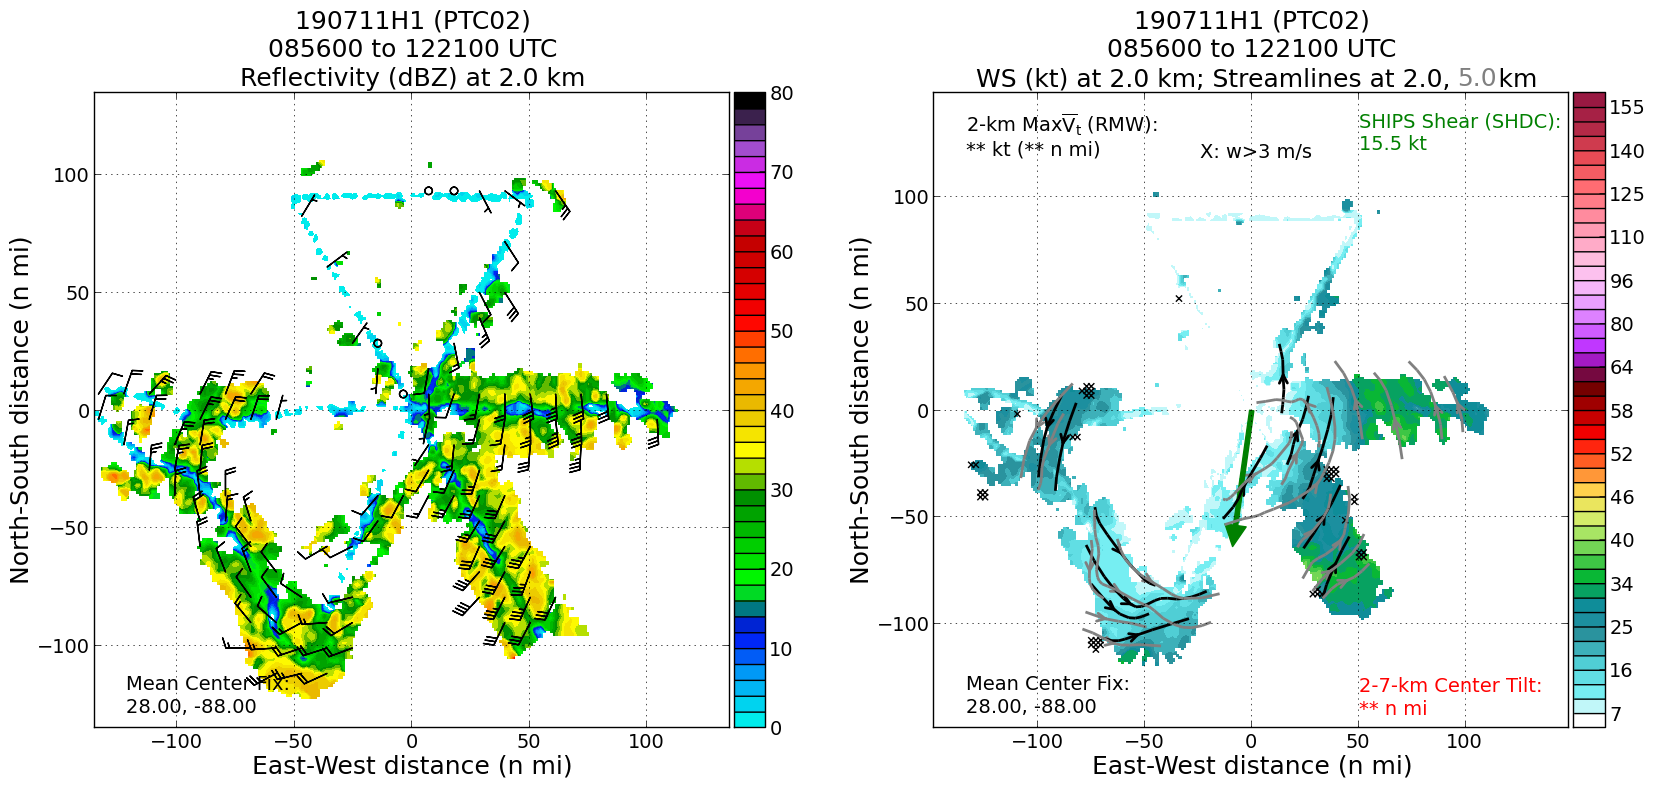 190711H1 (PTC02)
085600 to 122100 UTC
Reflectivity (dBZ) at 2.0 km
North-South distance (n mi)
100
50
0
−50
−100
Mean Center Fix:
28.00, -88.00
−100
−50
0
50
100
East-West distance (n mi)
80
70
60
50
40
30
20
10
0
190711H1 (PTC02)
085600 to 122100 UTC
WS (kt) at 2.0 km; Streamlines at 2.0, 5.0 km
North-South distance (n mi)
100
50
0
−50
−100
2-km MaxV̅t (RMW):
** kt (** n mi)
X: w>3 m/s
SHIPS Shear (SHDC):
15.5 kt
Mean Center Fix:
28.00, -88.00
2-7-km Center Tilt:
** n mi
−100
−50
0
50
100
East-West distance (n mi)
155
140
125
110
96
80
64
58
52
46
40
34
25
16
7